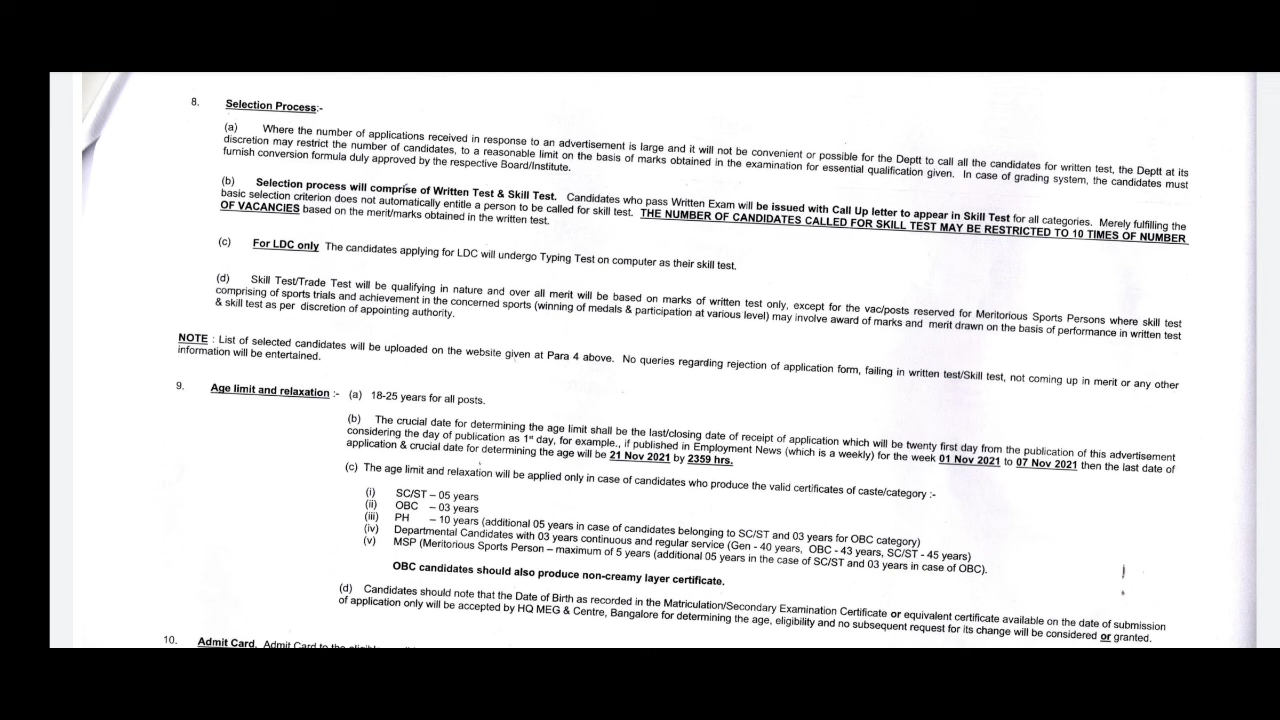 8. Selection Process:-
(a) Where the number of applications received in response to an advertisement is large and it will not be convenient or possible for the Deptt to call all the candidates for written test, the Deptt at its
discretion may restrict the number of candidates, to a reasonable limit on the basis of marks obtained in the examination for essential qualification given. In case of grading system, the candidates must
furnish conversion formula duly approved by the respective Board/Institute.
(b) Selection process will comprise of Written Test & Skill Test. Candidates who pass Written Exam will be issued with Call Up letter to appear in Skill Test for all categories. Merely fulfilling the
basic selection criterion does not automatically entitle a person to be called for skill test. THE NUMBER OF CANDIDATES CALLED FOR SKILL TEST MAY BE RESTRICTED TO 10 TIMES OF NUMBER
OF VACANCIES based on the merit/marks obtained in the written test.
(c) For LDC only The candidates applying for LDC will undergo Typing Test on computer as their skill test.
(d) Skill Test/Trade Test will be qualifying in nature and over all merit will be based on marks of written test only, except for the vac/posts reserved for Meritorious Sports Persons where skill test
comprising of sports trials and achievement in the concerned sports (winning of medals & participation at various level) may involve award of marks and merit drawn on the basis of performance in written test
& skill test as per discretion of appointing authority.
NOTE : List of selected candidates will be uploaded on the website given at Para 4 above. No queries regarding rejection of application form, failing in written test/Skill test, not coming up in merit or any other
information will be entertained.
9. Age limit and relaxation :- (a) 18-25 years for all posts.
(b) The crucial date for determining the age limit shall be the last/closing date of receipt of application which will be twenty first day from the publication of this advertisement
considering the day of publication as 1st day, for example., if published in Employment News (which is a weekly) for the week 01 Nov 2021 to 07 Nov 2021 then the last date of
application & crucial date for determining the age will be 21 Nov 2021 by 2359 hrs.
(c) The age limit and relaxation will be applied only in case of candidates who produce the valid certificates of caste/category :-
(i) SC/ST – 05 years
(ii) OBC – 03 years
(iii) PH – 10 years (additional 05 years in case of candidates belonging to SC/ST and 03 years for OBC category)
(iv) Departmental Candidates with 03 years continuous and regular service (Gen - 40 years, OBC - 43 years, SC/ST - 45 years)
(v) MSP (Meritorious Sports Person – maximum of 5 years (additional 05 years in the case of SC/ST and 03 years in case of OBC).
OBC candidates should also produce non-creamy layer certificate.
(d) Candidates should note that the Date of Birth as recorded in the Matriculation/Secondary Examination Certificate or equivalent certificate available on the date of submission
of application only will be accepted by HQ MEG & Centre, Bangalore for determining the age, eligibility and no subsequent request for its change will be considered or granted.
10. Admit Card. Admit Card to the